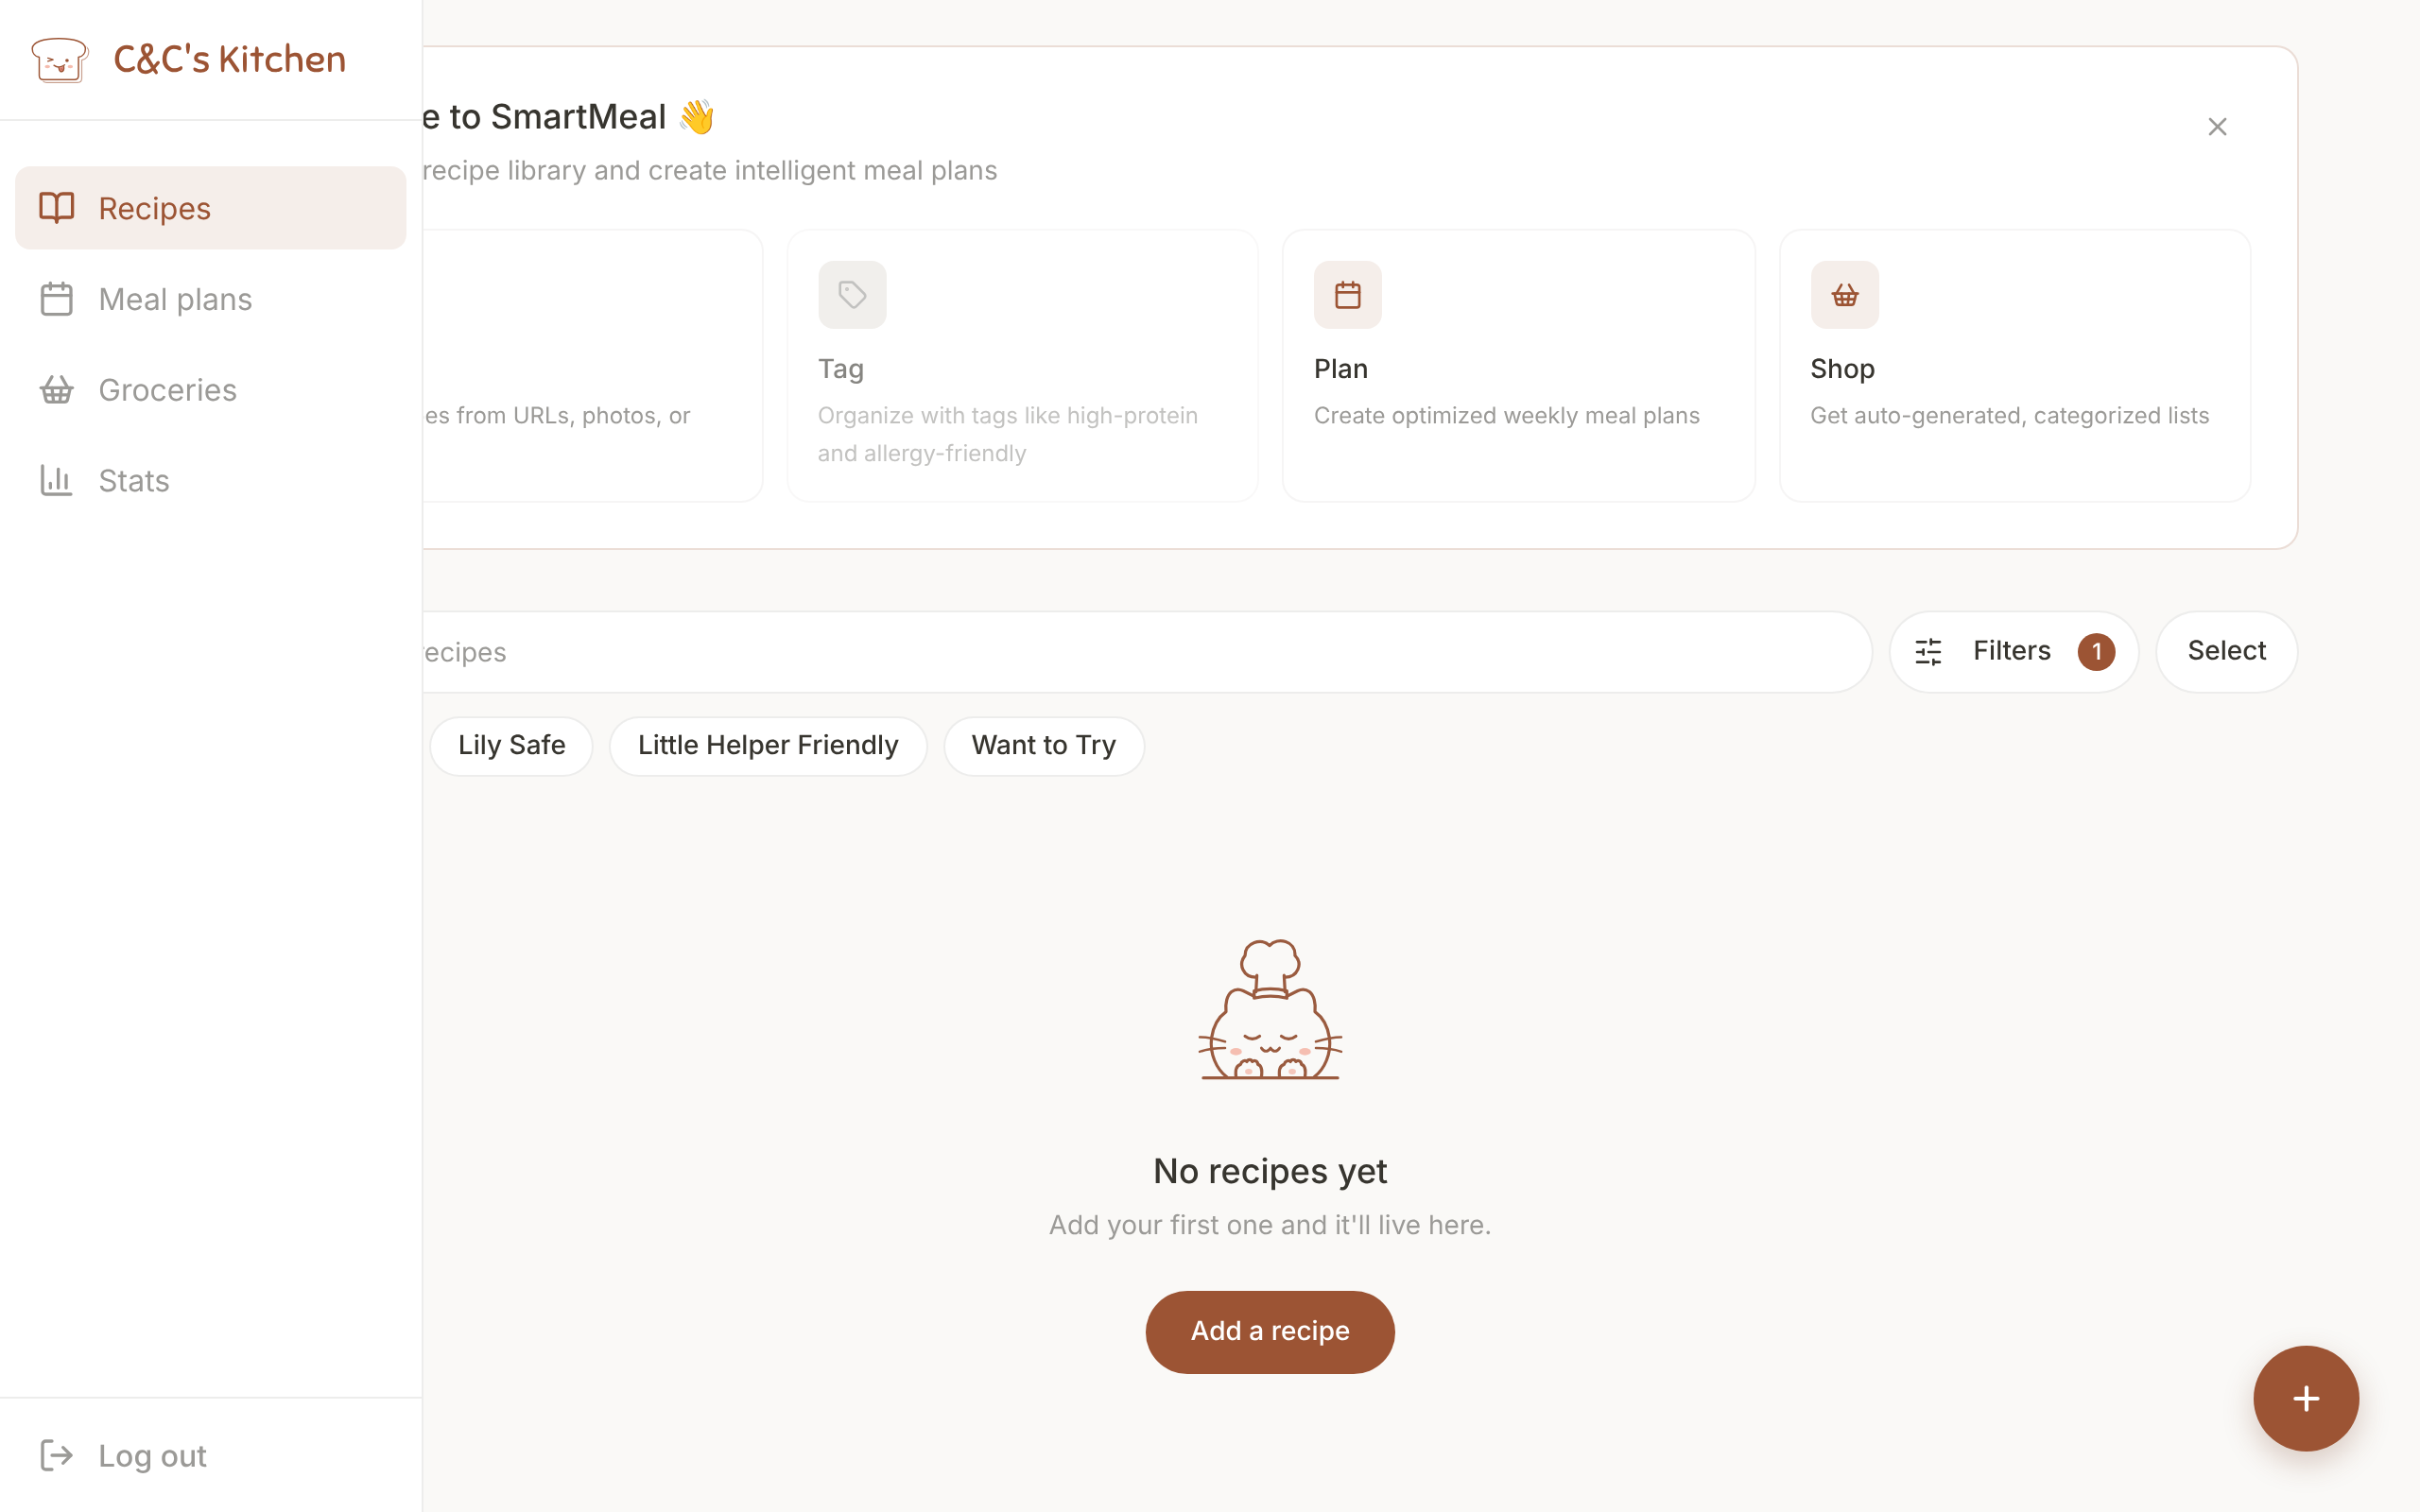 C&C's Kitchen
Recipes
Meal plans
Groceries
Stats
Log out
e to SmartMeal 👋
recipe library and create intelligent meal plans
es from URLs, photos, or
Tag
Organize with tags like high-protein
and allergy-friendly
Plan
Create optimized weekly meal plans
Shop
Get auto-generated, categorized lists
ecipes
Filters 1
Select
Lily Safe
Little Helper Friendly
Want to Try
No recipes yet
Add your first one and it'll live here.
Add a recipe